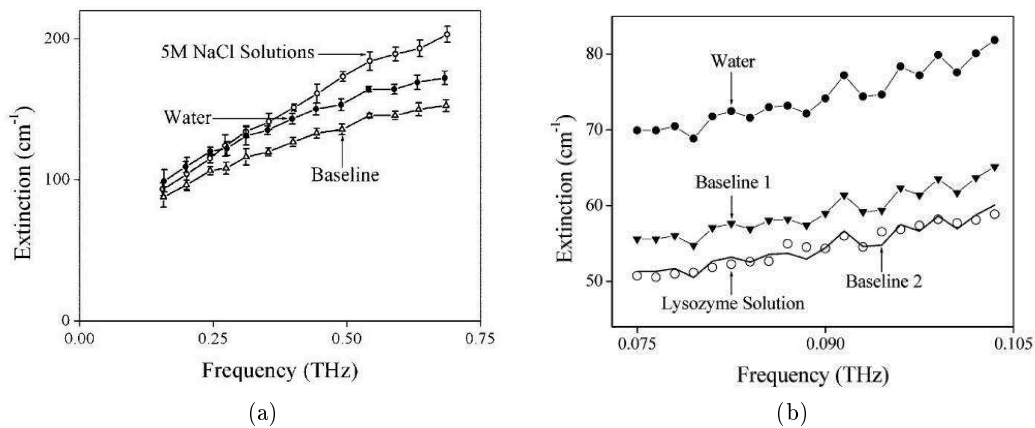 200
100
0
Extinction (cm⁻¹)
5M NaCl Solutions
Water
Baseline
0.00
0.25
0.50
0.75
Frequency (THz)
(a)
80
70
60
50
Extinction (cm⁻¹)
Water
Baseline 1
Baseline 2
Lysozyme Solution
0.075
0.090
0.105
Frequency (THz)
(b)